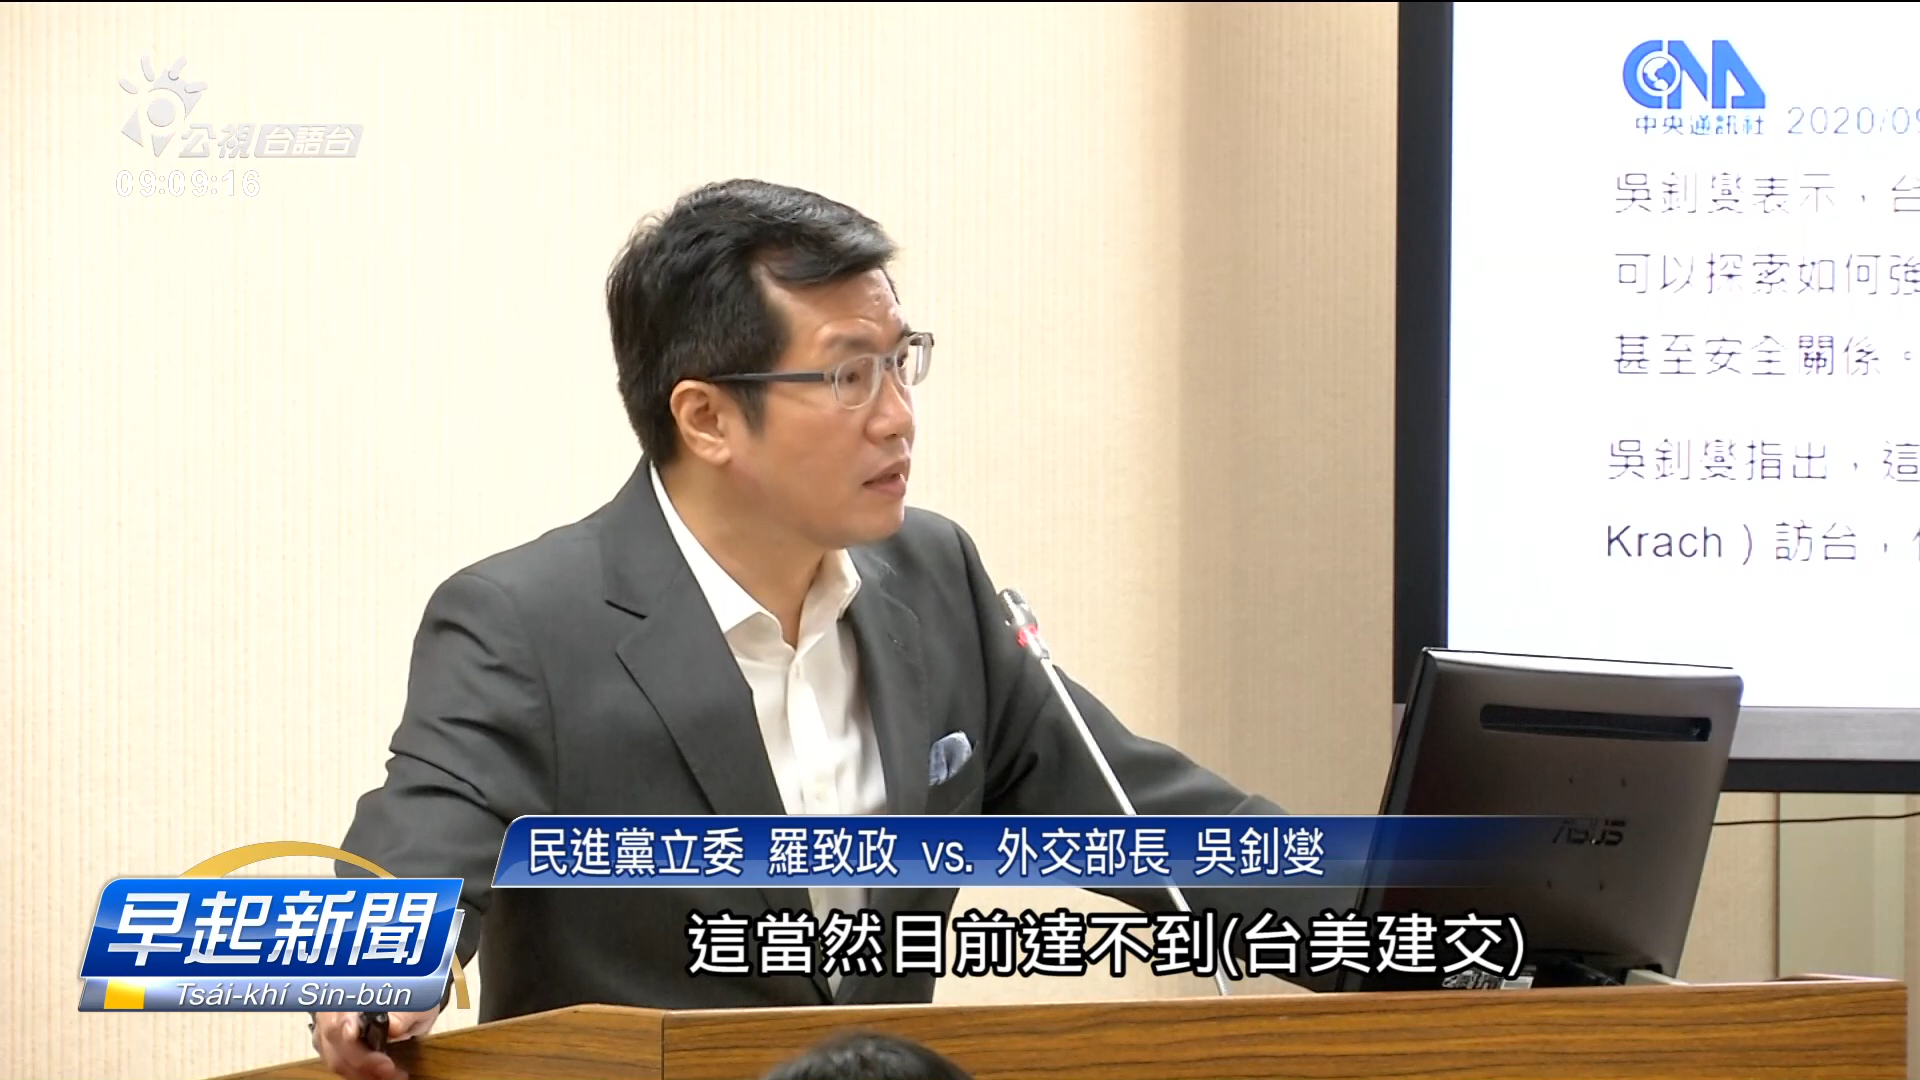 公視台語台
09:09:16
CNA
中央通訊社 2020/09
吳釗燮表示，台
可以探索如何強
甚至安全關係。
吳釗燮指出，這
Krach）訪台，
ASUS
民進黨立委 羅致政 vs. 外交部長 吳釗燮
早起新聞
Tsái-khí Sin-bûn
這當然目前達不到(台美建交)